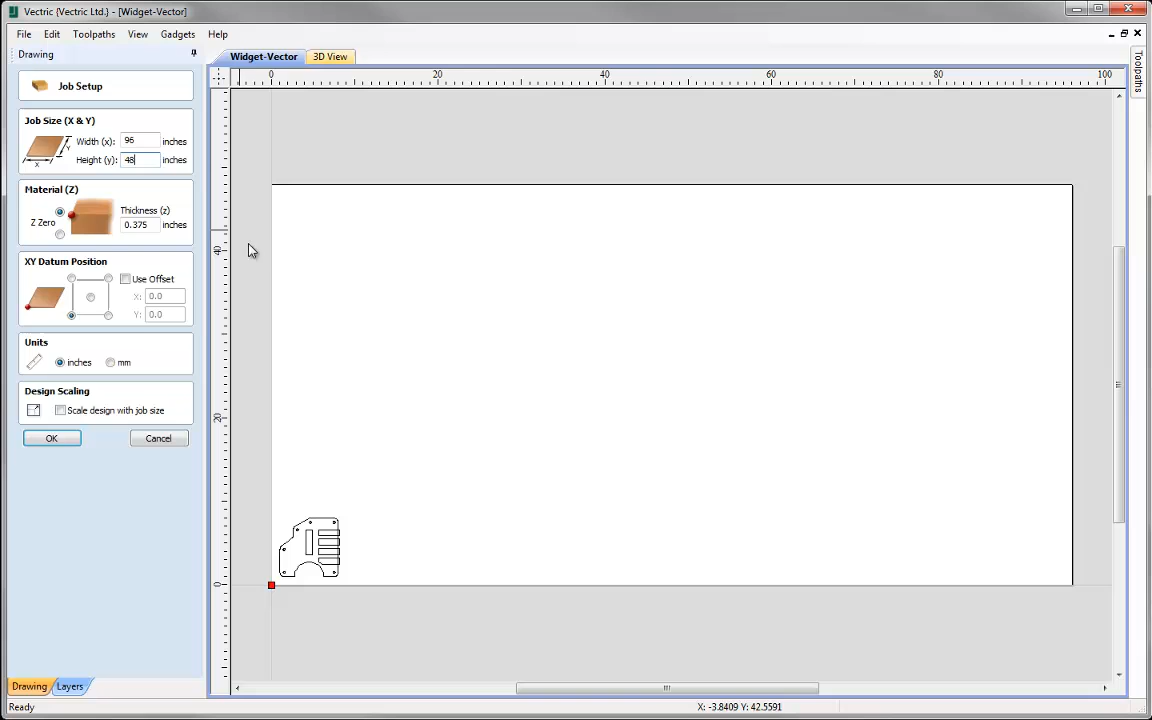 Vectric {Vectric Ltd.} - [Widget-Vector]
File Edit Toolpaths View Gadgets Help
Drawing
Widget-Vector 3D View
Toolpaths
0 20 40 60 80 100
Job Setup
Job Size (X & Y)
Width (x): 96 inches
Y
Height (y): 48 inches
X
Material (Z)
Thickness (z)
Z Zero 0.375 inches
40
XY Datum Position
Use Offset
X: 0.0
Y: 0.0
Units
inches mm
Design Scaling
Scale design with job size
20
OK Cancel
0
Drawing Layers
Ready X: -3.8409 Y: 42.5591